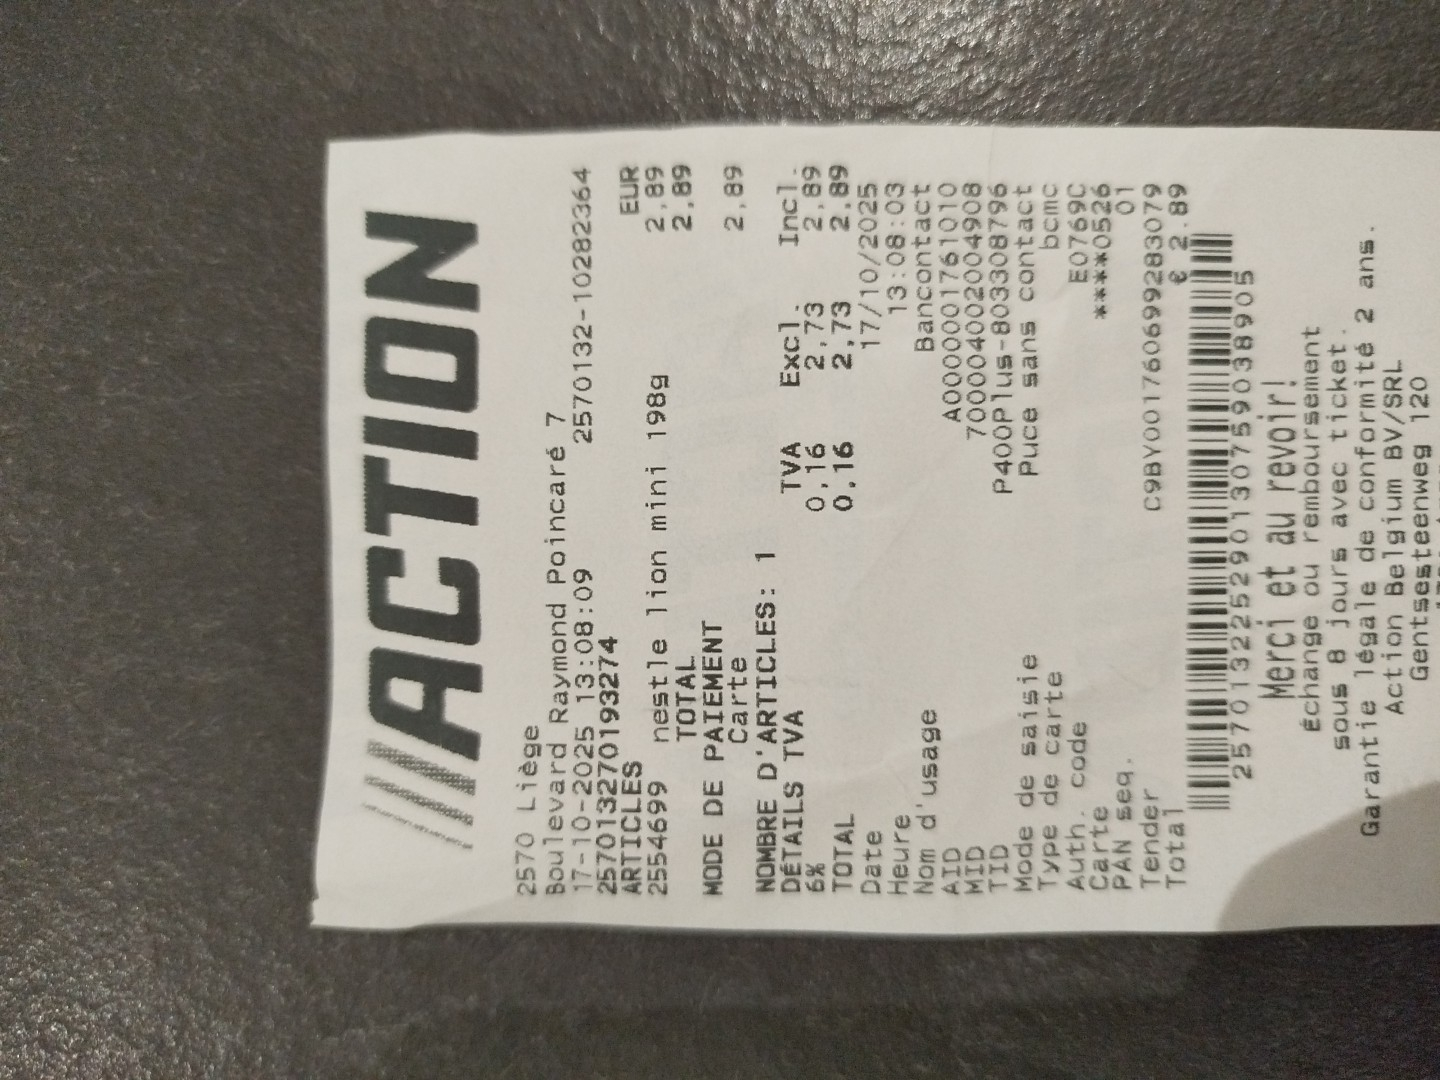 ///ACTION
2570 Liège
Boulevard Raymond Poincaré 7
17-10-2025 13:08:09 2570132-10282364
2570132701932​74
ARTICLES EUR
2554699 nestle lion mini 198g 2,89
TOTAL 2,89
MODE DE PAIEMENT
Carte 2,89
NOMBRE D'ARTICLES: 1
DÉTAILS TVA TVA Excl. Incl.
6% 0,16 2,73 2,89
TOTAL 0,16 2,73 2,89
Date 17/10/2025
Heure 13:08:03
Nom d'usage Bancontact
AID A0000001761010
MID 70004002004908
TID P400Plus-803308796
Mode de saisie Puce sans contact
Type de carte bcmc
Auth. code E0769C
Carte ****0526
PAN seq. 01
Tender C9BY001760699283079
Total € 2.89
2570132252901307590​38905
Merci et au revoir!
Échange ou remboursement
sous 8 jours avec ticket.
Garantie légale de conformité 2 ans.
Action Belgium BV/SRL
Gentsesteenweg 120